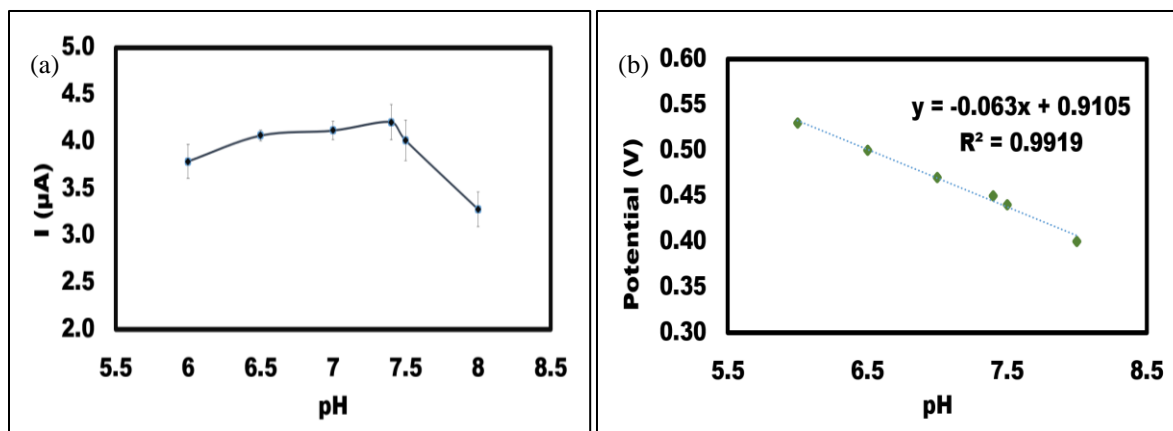 (a)
I (µA)
5.0
4.5
4.0
3.5
3.0
2.5
2.0
5.5 6 6.5 7 7.5 8 8.5
pH
(b)
Potential (V)
0.60
0.55
0.50
0.45
0.40
0.35
0.30
y = -0.063x + 0.9105
R² = 0.9919
5.5 6.5 7.5 8.5
pH